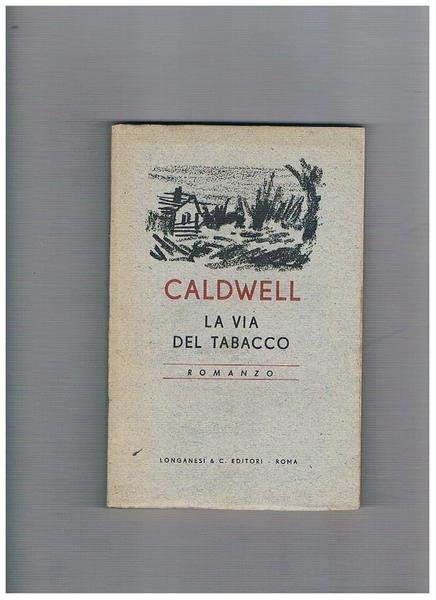 CALDWELL
LA VIA
DEL TABACCO
ROMANZO
LONGANESI & C. EDITORI - ROMA